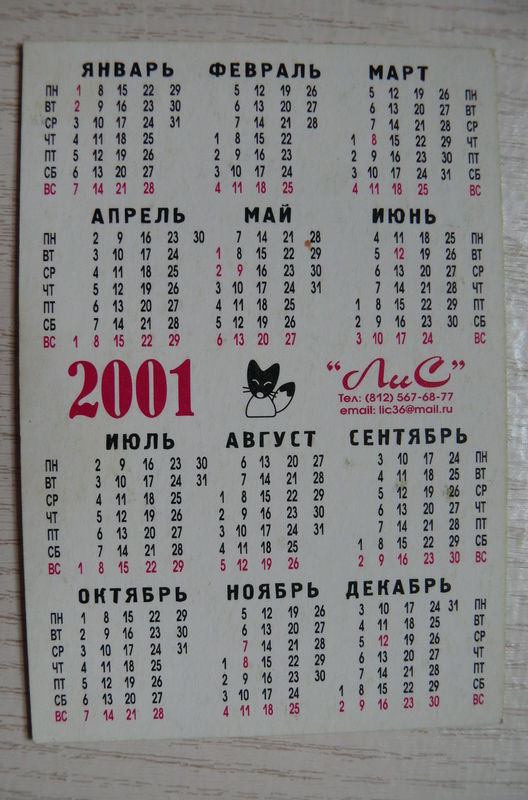 ЯНВАРЬ ФЕВРАЛЬ МАРТ
ПН 1 8 15 22 29 5 12 19 26 5 12 19 26 ПН
ВТ 2 9 16 23 30 6 13 20 27 6 13 20 27 ВТ
СР 3 10 17 24 31 7 14 21 28 7 14 21 28 СР
ЧТ 4 11 18 25 1 8 15 22 1 8 15 22 29 ЧТ
ПТ 5 12 19 26 2 9 16 23 2 9 16 23 30 ПТ
СБ 6 13 20 27 3 10 17 24 3 10 17 24 31 СБ
ВС 7 14 21 28 4 11 18 25 4 11 18 25 ВС
АПРЕЛЬ МАЙ ИЮНЬ
ПН 2 9 16 23 30 7 14 21 28 4 11 18 25 ПН
ВТ 3 10 17 24 1 8 15 22 29 5 12 19 26 ВТ
СР 4 11 18 25 2 9 16 23 30 6 13 20 27 СР
ЧТ 5 12 19 26 3 10 17 24 31 7 14 21 28 ЧТ
ПТ 6 13 20 27 4 11 18 25 1 8 15 22 29 ПТ
СБ 7 14 21 28 5 12 19 26 2 9 16 23 30 СБ
ВС 1 8 15 22 29 6 13 20 27 3 10 17 24 ВС
2001 "ЛиС"
Тел: (812) 567-68-77
email: lic36@mail.ru
ИЮЛЬ АВГУСТ СЕНТЯБРЬ
ПН 2 9 16 23 30 6 13 20 27 3 10 17 24 ПН
ВТ 3 10 17 24 31 7 14 21 28 4 11 18 25 ВТ
СР 4 11 18 25 1 8 15 22 29 5 12 19 26 СР
ЧТ 5 12 19 26 2 9 16 23 30 6 13 20 27 ЧТ
ПТ 6 13 20 27 3 10 17 24 31 7 14 21 28 ПТ
СБ 7 14 21 28 4 11 18 25 1 8 15 22 29 СБ
ВС 1 8 15 22 29 5 12 19 26 2 9 16 23 30 ВС
ОКТЯБРЬ НОЯБРЬ ДЕКАБРЬ
ПН 1 8 15 22 29 5 12 19 26 3 10 17 24 31 ПН
ВТ 2 9 16 23 30 6 13 20 27 4 11 18 25 ВТ
СР 3 10 17 24 31 7 14 21 28 5 12 19 26 СР
ЧТ 4 11 18 25 1 8 15 22 29 6 13 20 27 ЧТ
ПТ 5 12 19 26 2 9 16 23 30 7 14 21 28 ПТ
СБ 6 13 20 27 3 10 17 24 1 8 15 22 29 СБ
ВС 7 14 21 28 4 11 18 25 2 9 16 23 30 ВС